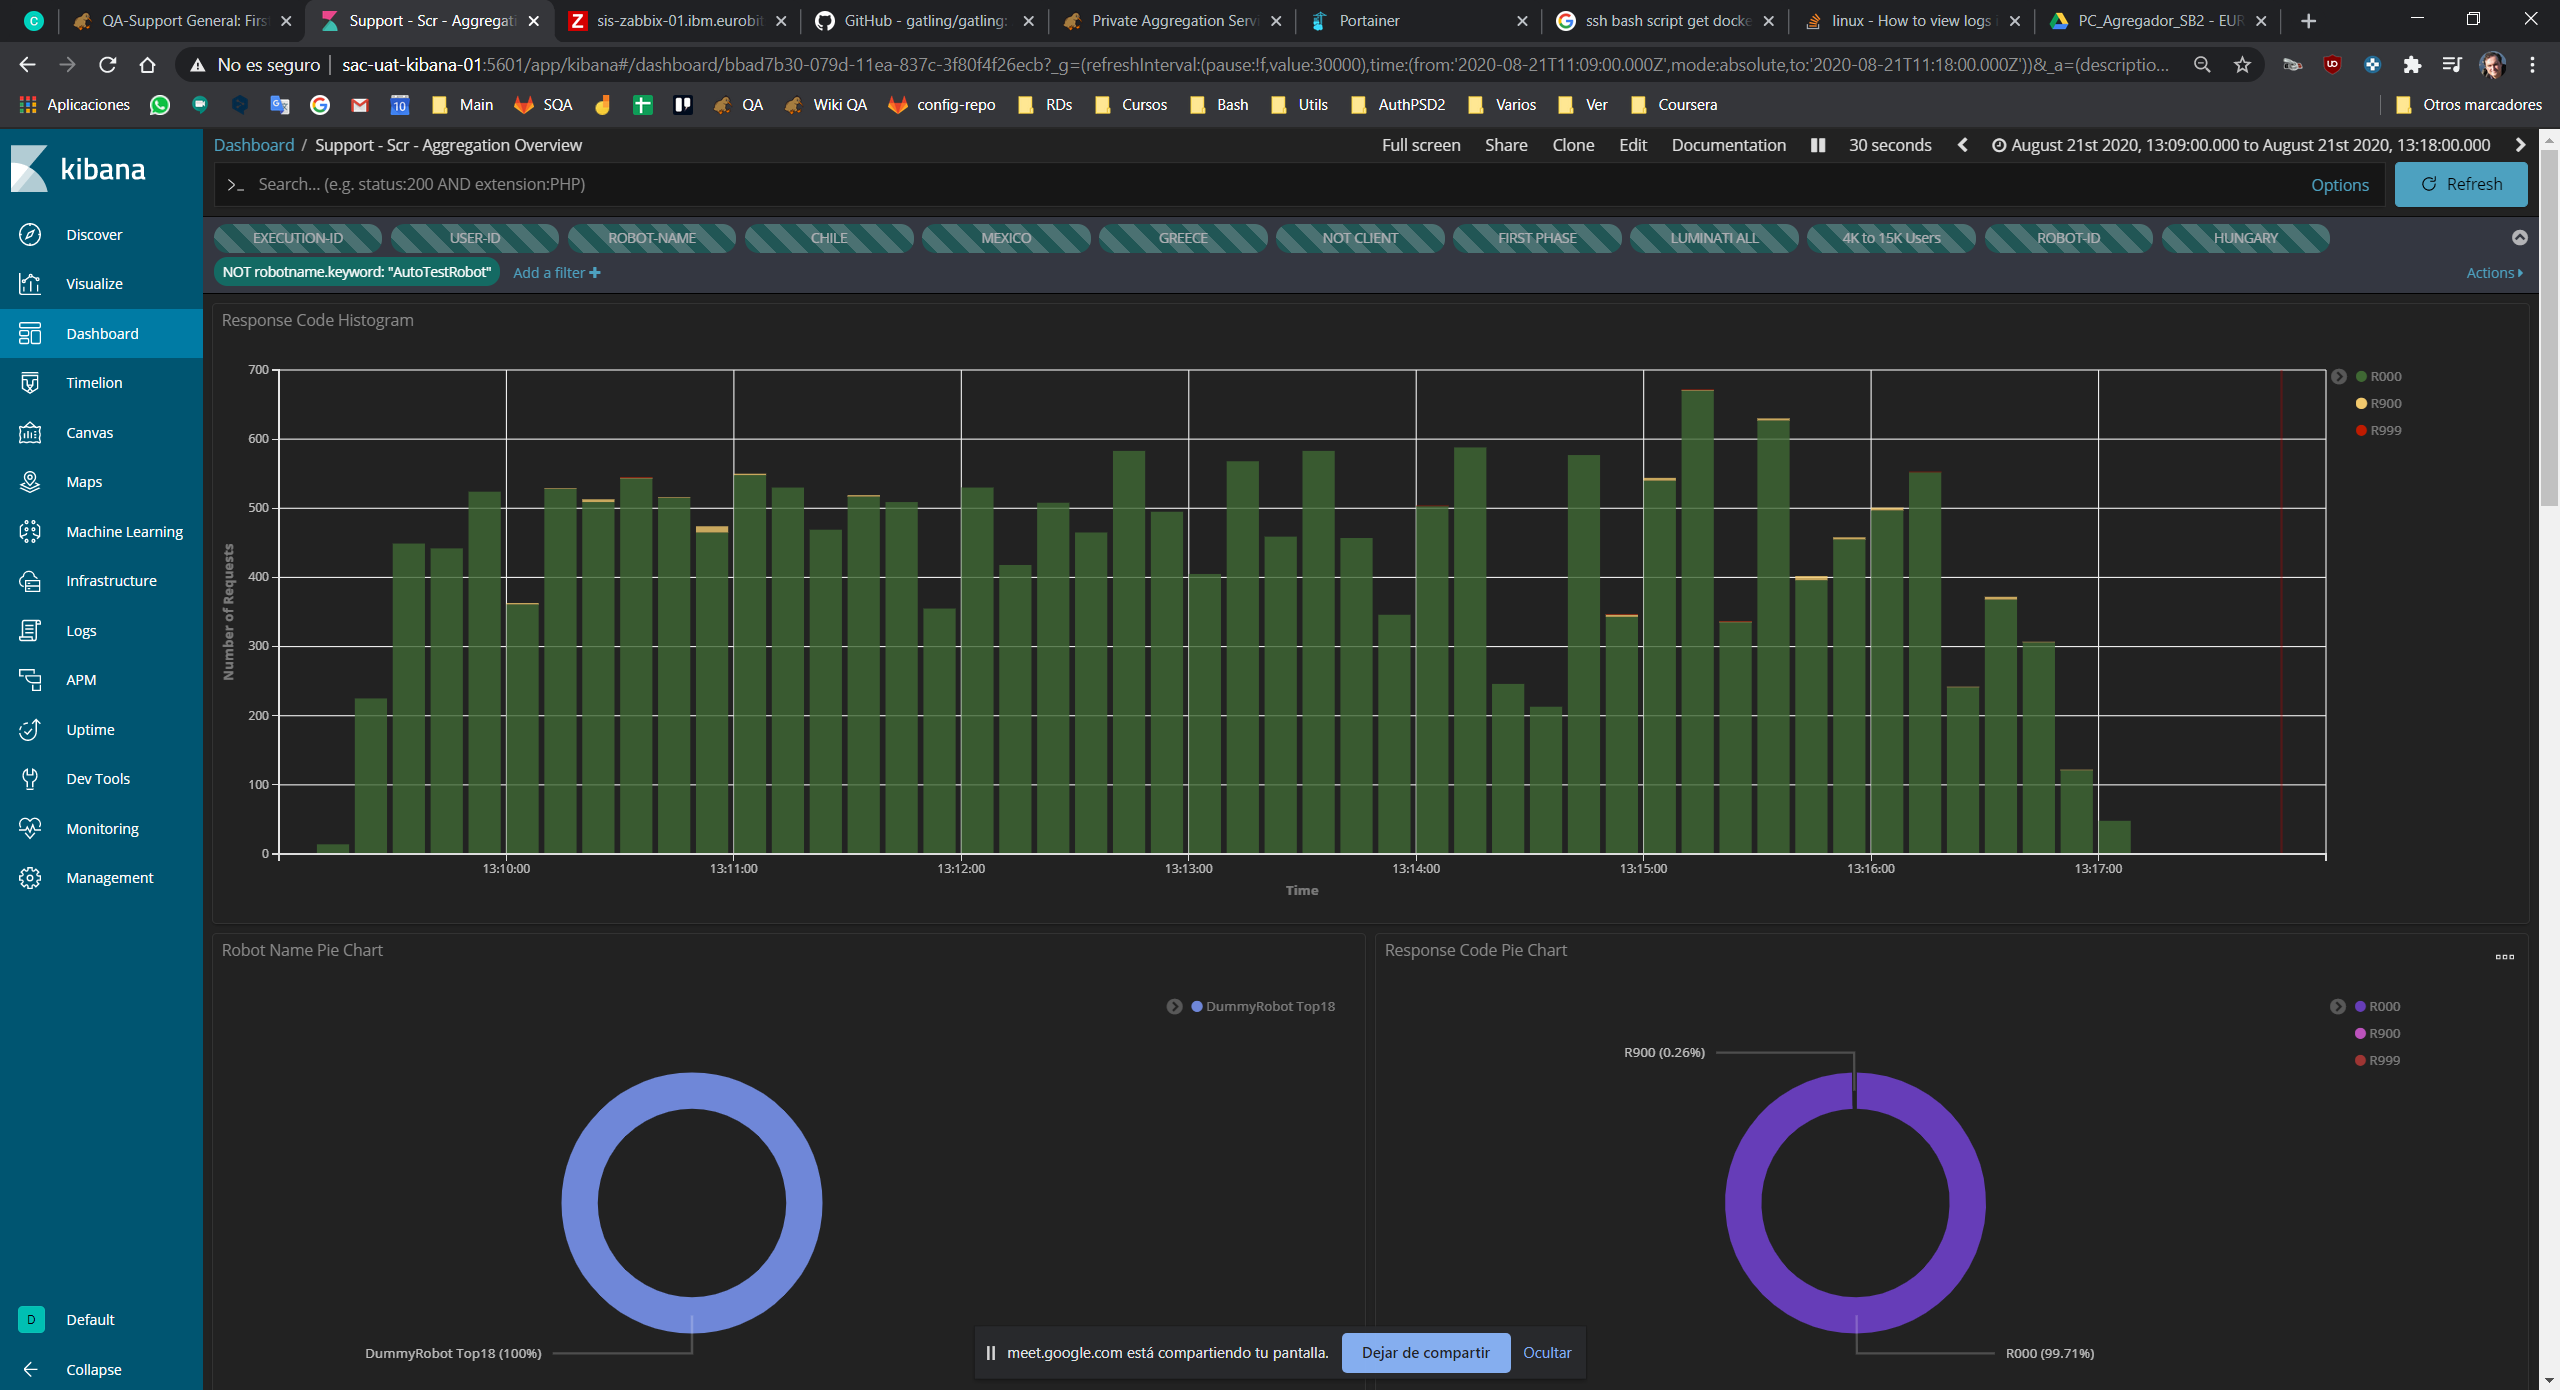 QA-Support General: Firs
Support - Scr - Aggregati
sis-zabbix-01.ibm.eurobit
GitHub - gatling/gatling:
Private Aggregation Servi
Portainer
ssh bash script get docke
linux - How to view logs i
PC_Agregador_SB2 - EUR
No es seguro
sac-uat-kibana-01:5601/app/kibana#/dashboard/bbad7b30-079d-11ea-837c-3f80f4f26ecb?_g=(refreshInterval:(pause:!f,value:30000),time:(from:'2020-08-21T11:09:00.000Z',mode:absolute,to:'2020-08-21T11:18:00.000Z'))&_a=(descriptio...
Aplicaciones
10
Main
SQA
QA
Wiki QA
config-repo
RDs
Cursos
Bash
Utils
AuthPSD2
Varios
Ver
Coursera
Otros marcadores
kibana
Discover
Visualize
Dashboard
Timelion
Canvas
Maps
Machine Learning
Infrastructure
Logs
APM
Uptime
Dev Tools
Monitoring
Management
D Default
Collapse
Dashboard / Support - Scr - Aggregation Overview
Full screen
Share
Clone
Edit
Documentation
30 seconds
August 21st 2020, 13:09:00.000 to August 21st 2020, 13:18:00.000
>_ Search... (e.g. status:200 AND extension:PHP)
Options
Refresh
EXECUTION-ID
USER-ID
ROBOT-NAME
CHILE
MEXICO
GREECE
NOT CLIENT
FIRST PHASE
LUMINATI ALL
4K to 15K Users
ROBOT-ID
HUNGARY
NOT robotname.keyword: "AutoTestRobot"
Add a filter +
Actions
Response Code Histogram
Number of Requests
700
600
500
400
300
200
100
0
13:10:00
13:11:00
13:12:00
13:13:00
13:14:00
13:15:00
13:16:00
13:17:00
Time
R000
R900
R999
Robot Name Pie Chart
DummyRobot Top18
DummyRobot Top18 (100%)
Response Code Pie Chart
R000
R900
R999
R900 (0.26%)
R000 (99.71%)
meet.google.com está compartiendo tu pantalla.
Dejar de compartir
Ocultar